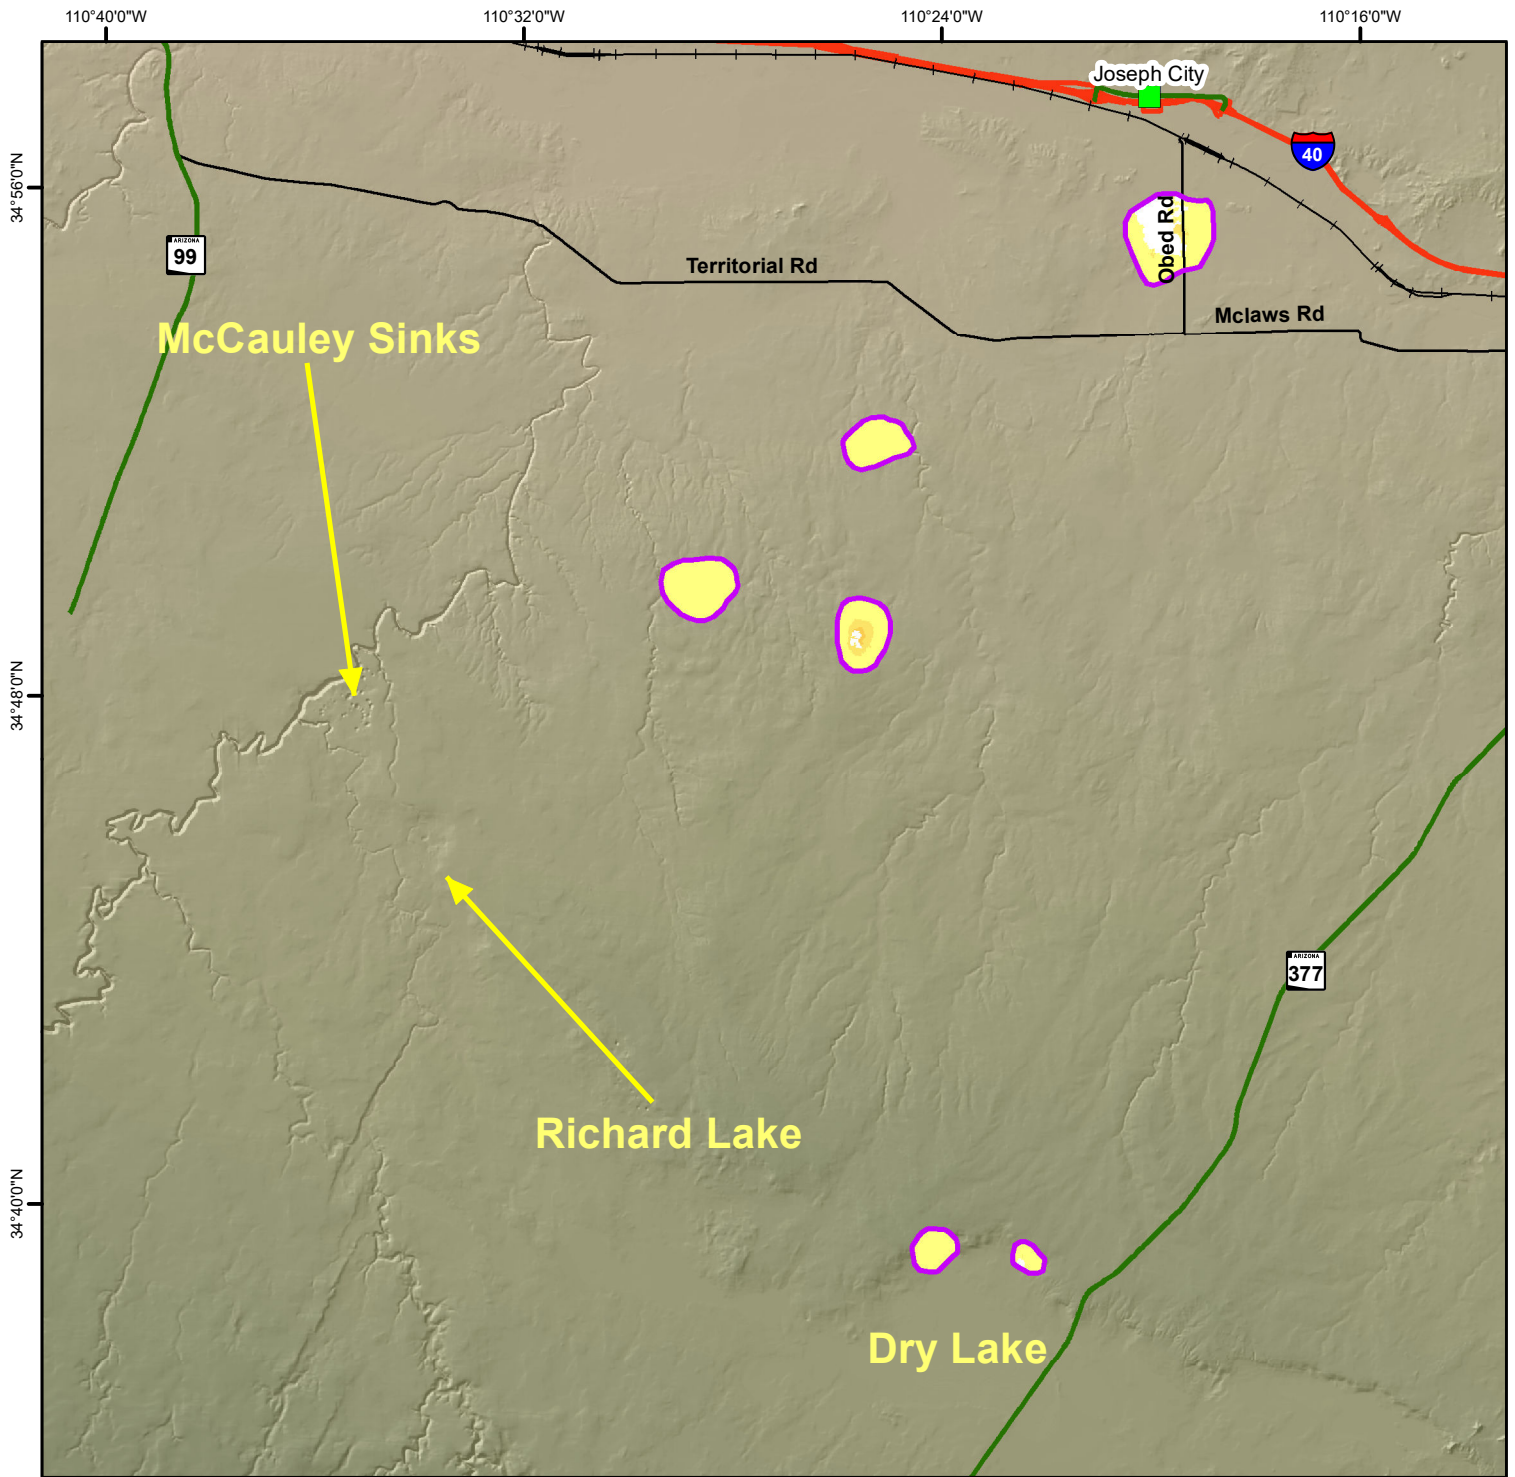 110°40'0"W
110°32'0"W
110°24'0"W
110°16'0"W
Joseph City
40
34°56'0"N
Obed Rd
ARIZONA
99
Territorial Rd
Mclaws Rd
McCauley Sinks
34°48'0"N
ARIZONA
377
Richard Lake
34°40'0"N
Dry Lake